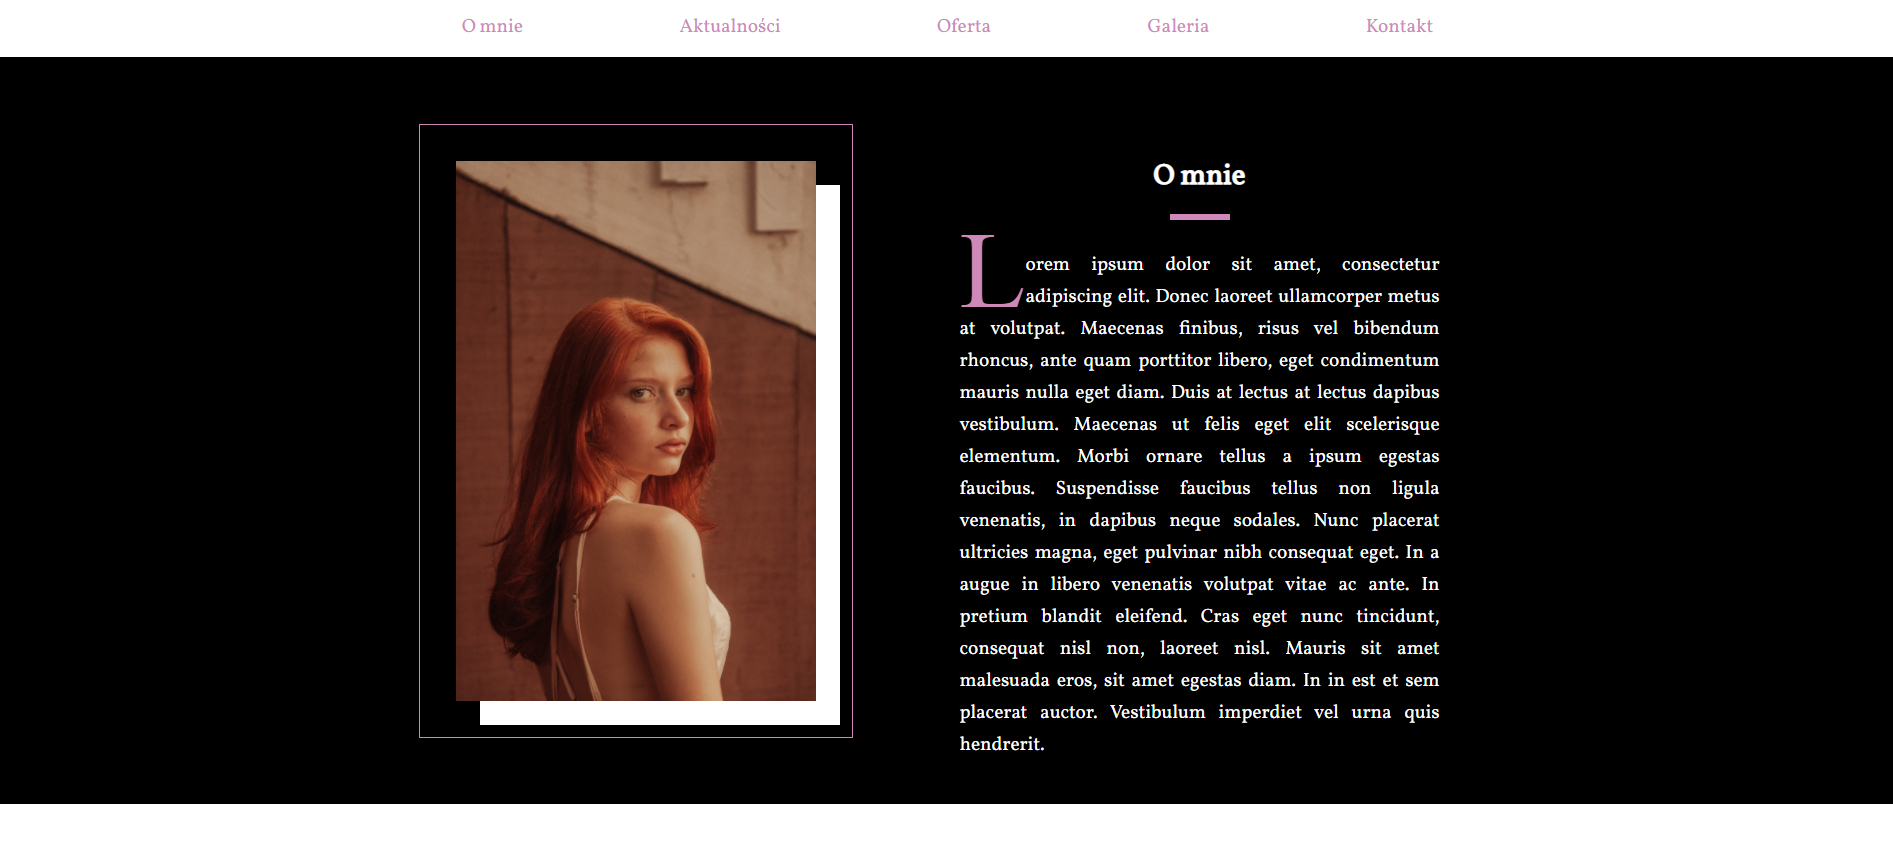 O mnie Aktualności Oferta Galeria Kontakt
O mnie
Lorem ipsum dolor sit amet, consectetur
adipiscing elit. Donec laoreet ullamcorper metus
at volutpat. Maecenas finibus, risus vel bibendum
rhoncus, ante quam porttitor libero, eget condimentum
mauris nulla eget diam. Duis at lectus at lectus dapibus
vestibulum. Maecenas ut felis eget elit scelerisque
elementum. Morbi ornare tellus a ipsum egestas
faucibus. Suspendisse faucibus tellus non ligula
venenatis, in dapibus neque sodales. Nunc placerat
ultricies magna, eget pulvinar nibh consequat eget. In a
augue in libero venenatis volutpat vitae ac ante. In
pretium blandit eleifend. Cras eget nunc tincidunt,
consequat nisl non, laoreet nisl. Mauris sit amet
malesuada eros, sit amet egestas diam. In in est et sem
placerat auctor. Vestibulum imperdiet vel urna quis
hendrerit.